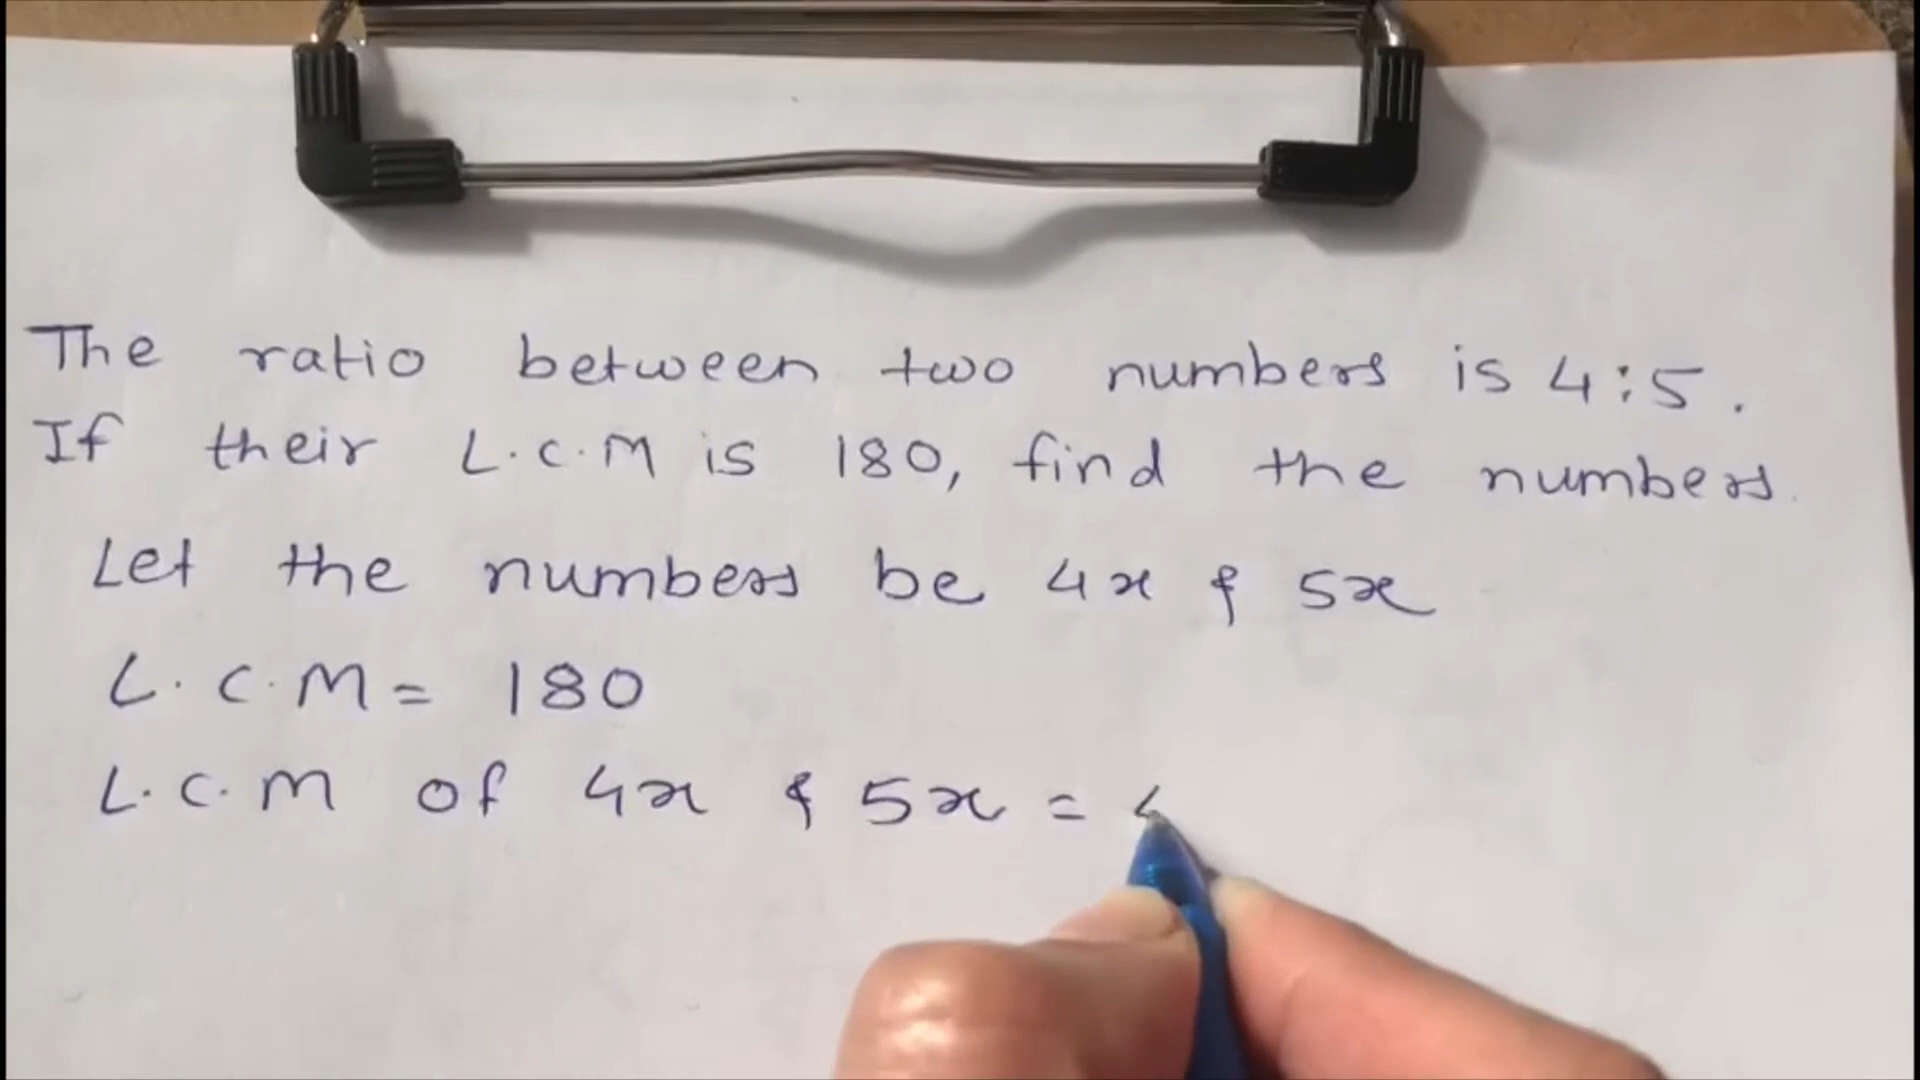 The ratio between two numbers is 4:5.
If their L.C.M is 180, find the numbers.
Let the numbers be 4x & 5x
L.C.M = 180
L.C.M of 4x & 5x = 4